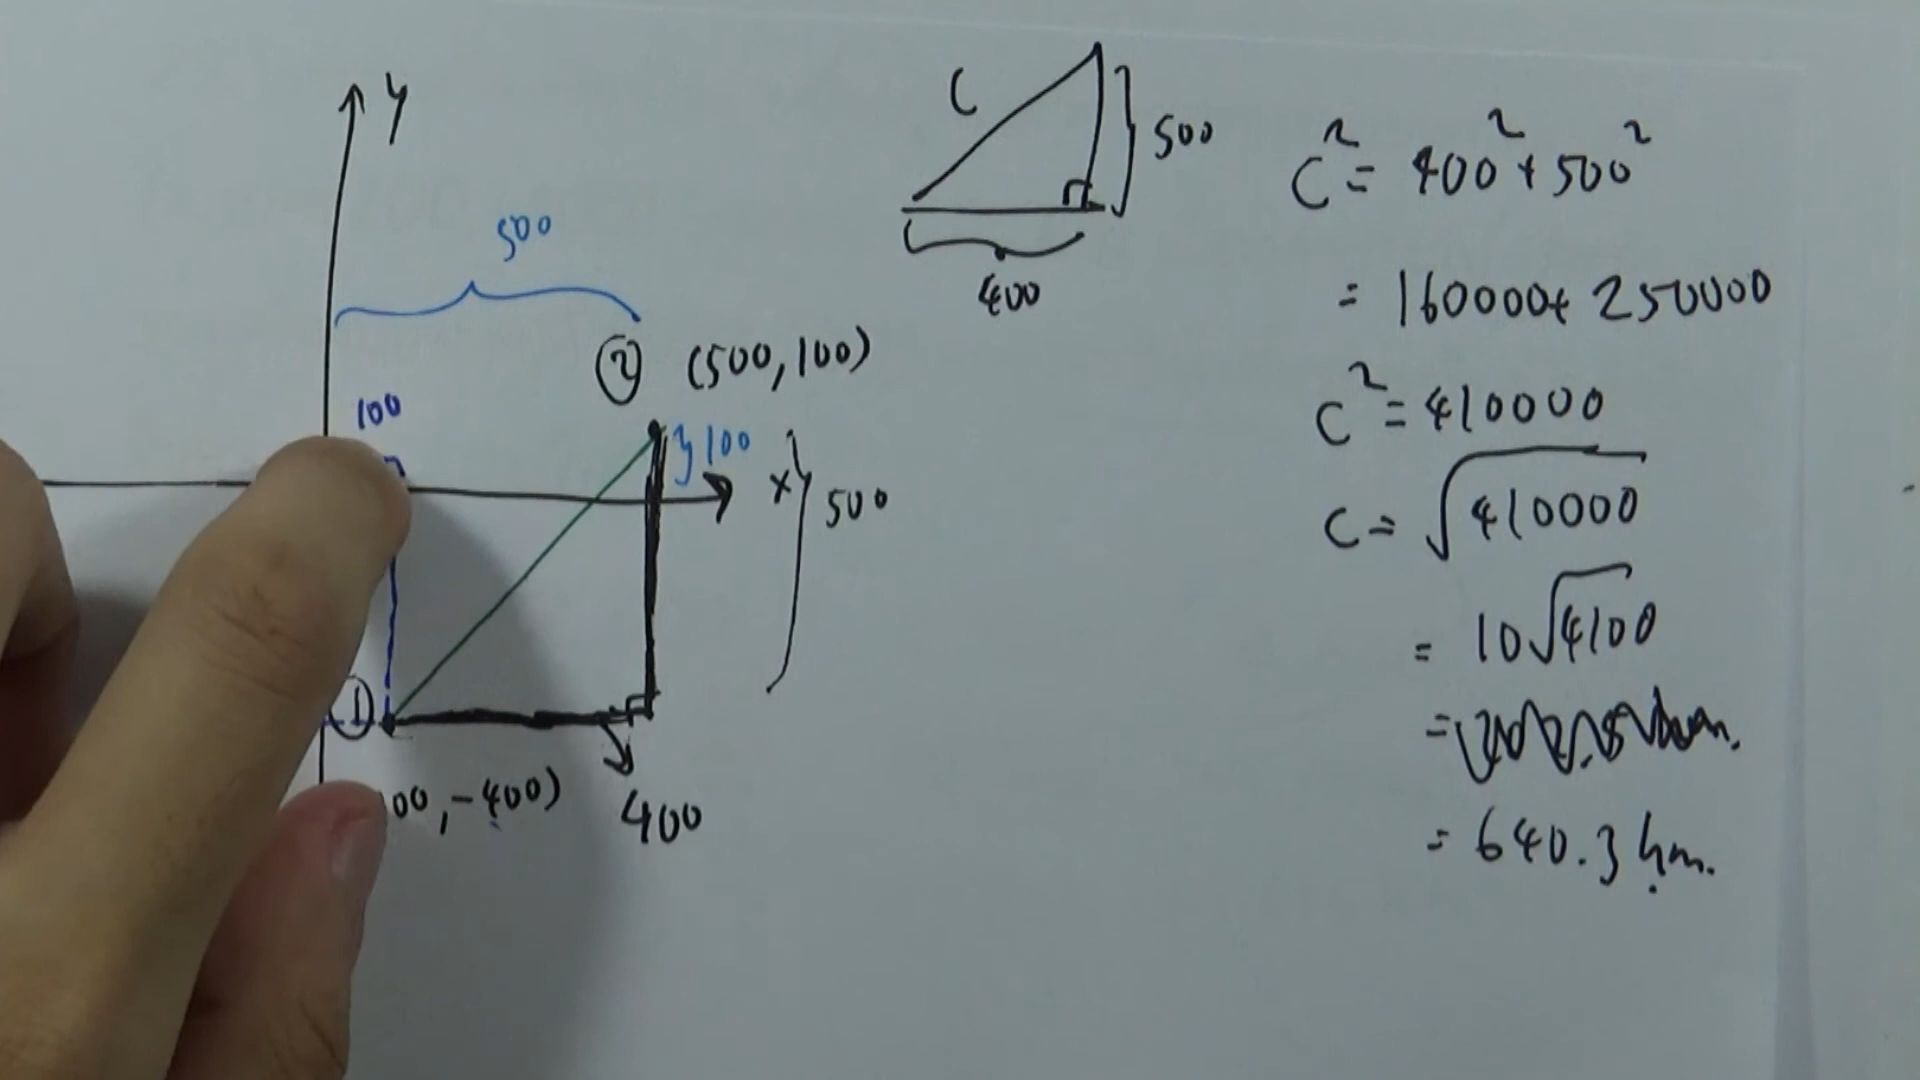 y
500
② (500,100)
100
} 100
x
500
①
00,-400)
400
C
500
400
C² = 400² + 500²
= 160000 + 250000
C² = 410000
C = √410000
= 10√4100
=
= 640.3 hm.